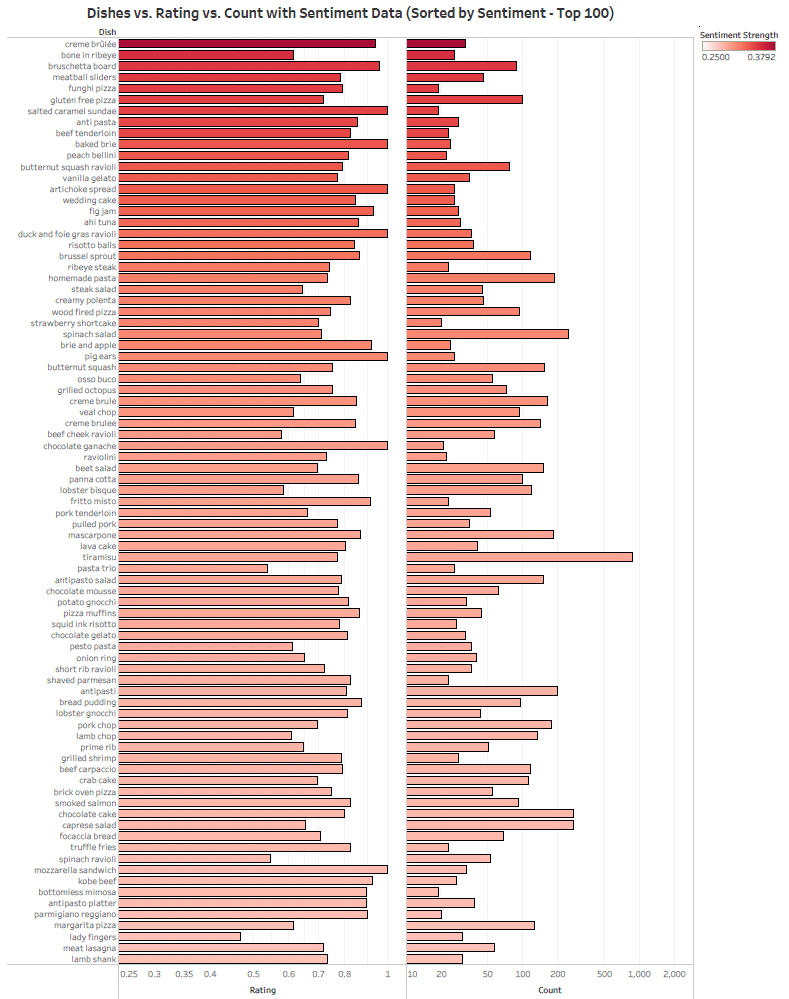 Dishes vs. Rating vs. Count with Sentiment Data (Sorted by Sentiment - Top 100)
Dish
Sentiment Strength
0.2500 0.3792
creme brûlée
bone in ribeye
bruschetta board
meatball sliders
funghi pizza
gluten free pizza
salted caramel sundae
anti pasta
beef tenderloin
baked brie
peach bellini
butternut squash ravioli
vanilla gelato
artichoke spread
wedding cake
fig jam
ahi tuna
duck and foie gras ravioli
risotto balls
brussel sprout
ribeye steak
homemade pasta
steak salad
creamy polenta
wood fired pizza
strawberry shortcake
spinach salad
brie and apple
pig ears
butternut squash
osso buco
grilled octopus
creme brule
veal chop
creme brulee
beef cheek ravioli
chocolate ganache
raviolini
beet salad
panna cotta
lobster bisque
fritto misto
pork tenderloin
pulled pork
mascarpone
lava cake
tiramisu
pasta trio
antipasto salad
chocolate mousse
potato gnocchi
pizza muffins
squid ink risotto
chocolate gelato
pesto pasta
onion ring
short rib ravioli
shaved parmesan
antipasti
bread pudding
lobster gnocchi
pork chop
lamb chop
prime rib
grilled shrimp
beef carpaccio
crab cake
brick oven pizza
smoked salmon
chocolate cake
caprese salad
focaccia bread
truffle fries
spinach ravioli
mozzarella sandwich
kobe beef
bottomless mimosa
antipasto platter
parmigiano reggiano
margarita pizza
lady fingers
meat lasagna
lamb shank
0.25 0.3 0.35 0.4 0.5 0.6 0.7 0.8 1 10 20 50 100 200 500 1,000 2,000
Rating Count